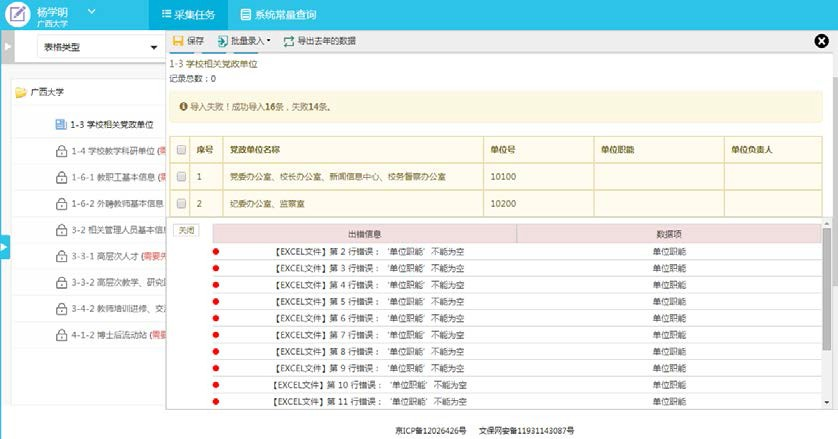 杨学明
广西大学
采集任务
系统常量查询
表格类型
保存
批量录入
导出去年的数据
1-3 学校相关党政单位
记录总数：0
广西大学
1-3 学校相关党政单位
1-4 学校教学科研单位 (需
1-6-1 教职工基本信息 (需
1-6-2 外聘教师基本信息
3-2 相关管理人员基本信息
3-3-1 高层次人才 (需要先
3-3-2 高层次教学、研究
3-4-2 教师培训进修、交流
4-1-2 博士后流动站 (需要
导入失败！成功导入16条，失败14条。
序号 党政单位名称 单位号 单位职能 单位负责人
1 党委办公室、校长办公室、新闻信息中心、校务督察办公室 10100
2 纪委办公室、监察室 10200
关闭
出错信息 数据项
【EXCEL文件】第 2 行错误：‘单位职能’不能为空 单位职能
【EXCEL文件】第 3 行错误：‘单位职能’不能为空 单位职能
【EXCEL文件】第 4 行错误：‘单位职能’不能为空 单位职能
【EXCEL文件】第 5 行错误：‘单位职能’不能为空 单位职能
【EXCEL文件】第 6 行错误：‘单位职能’不能为空 单位职能
【EXCEL文件】第 7 行错误：‘单位职能’不能为空 单位职能
【EXCEL文件】第 8 行错误：‘单位职能’不能为空 单位职能
【EXCEL文件】第 9 行错误：‘单位职能’不能为空 单位职能
【EXCEL文件】第 10 行错误：‘单位职能’不能为空 单位职能
【EXCEL文件】第 11 行错误：‘单位职能’不能为空 单位职能
京ICP备12026426号 文保网安备11931143087号